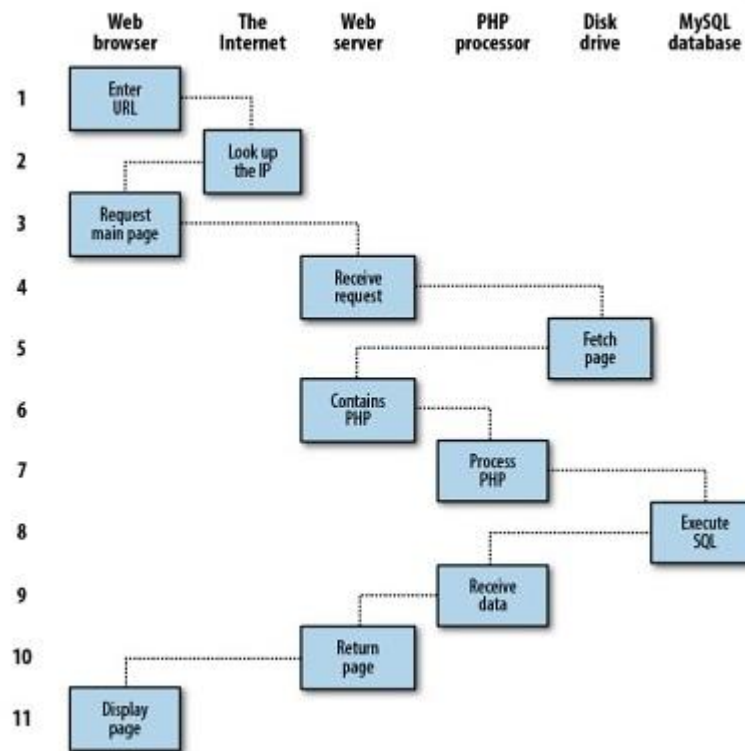 Web
browser
The
Internet
Web
server
PHP
processor
Disk
drive
MySQL
database
1
Enter
URL
2
Look up
the IP
3
Request
main page
4
Receive
request
5
Fetch
page
6
Contains
PHP
7
Process
PHP
8
Execute
SQL
9
Receive
data
10
Return
page
11
Display
page